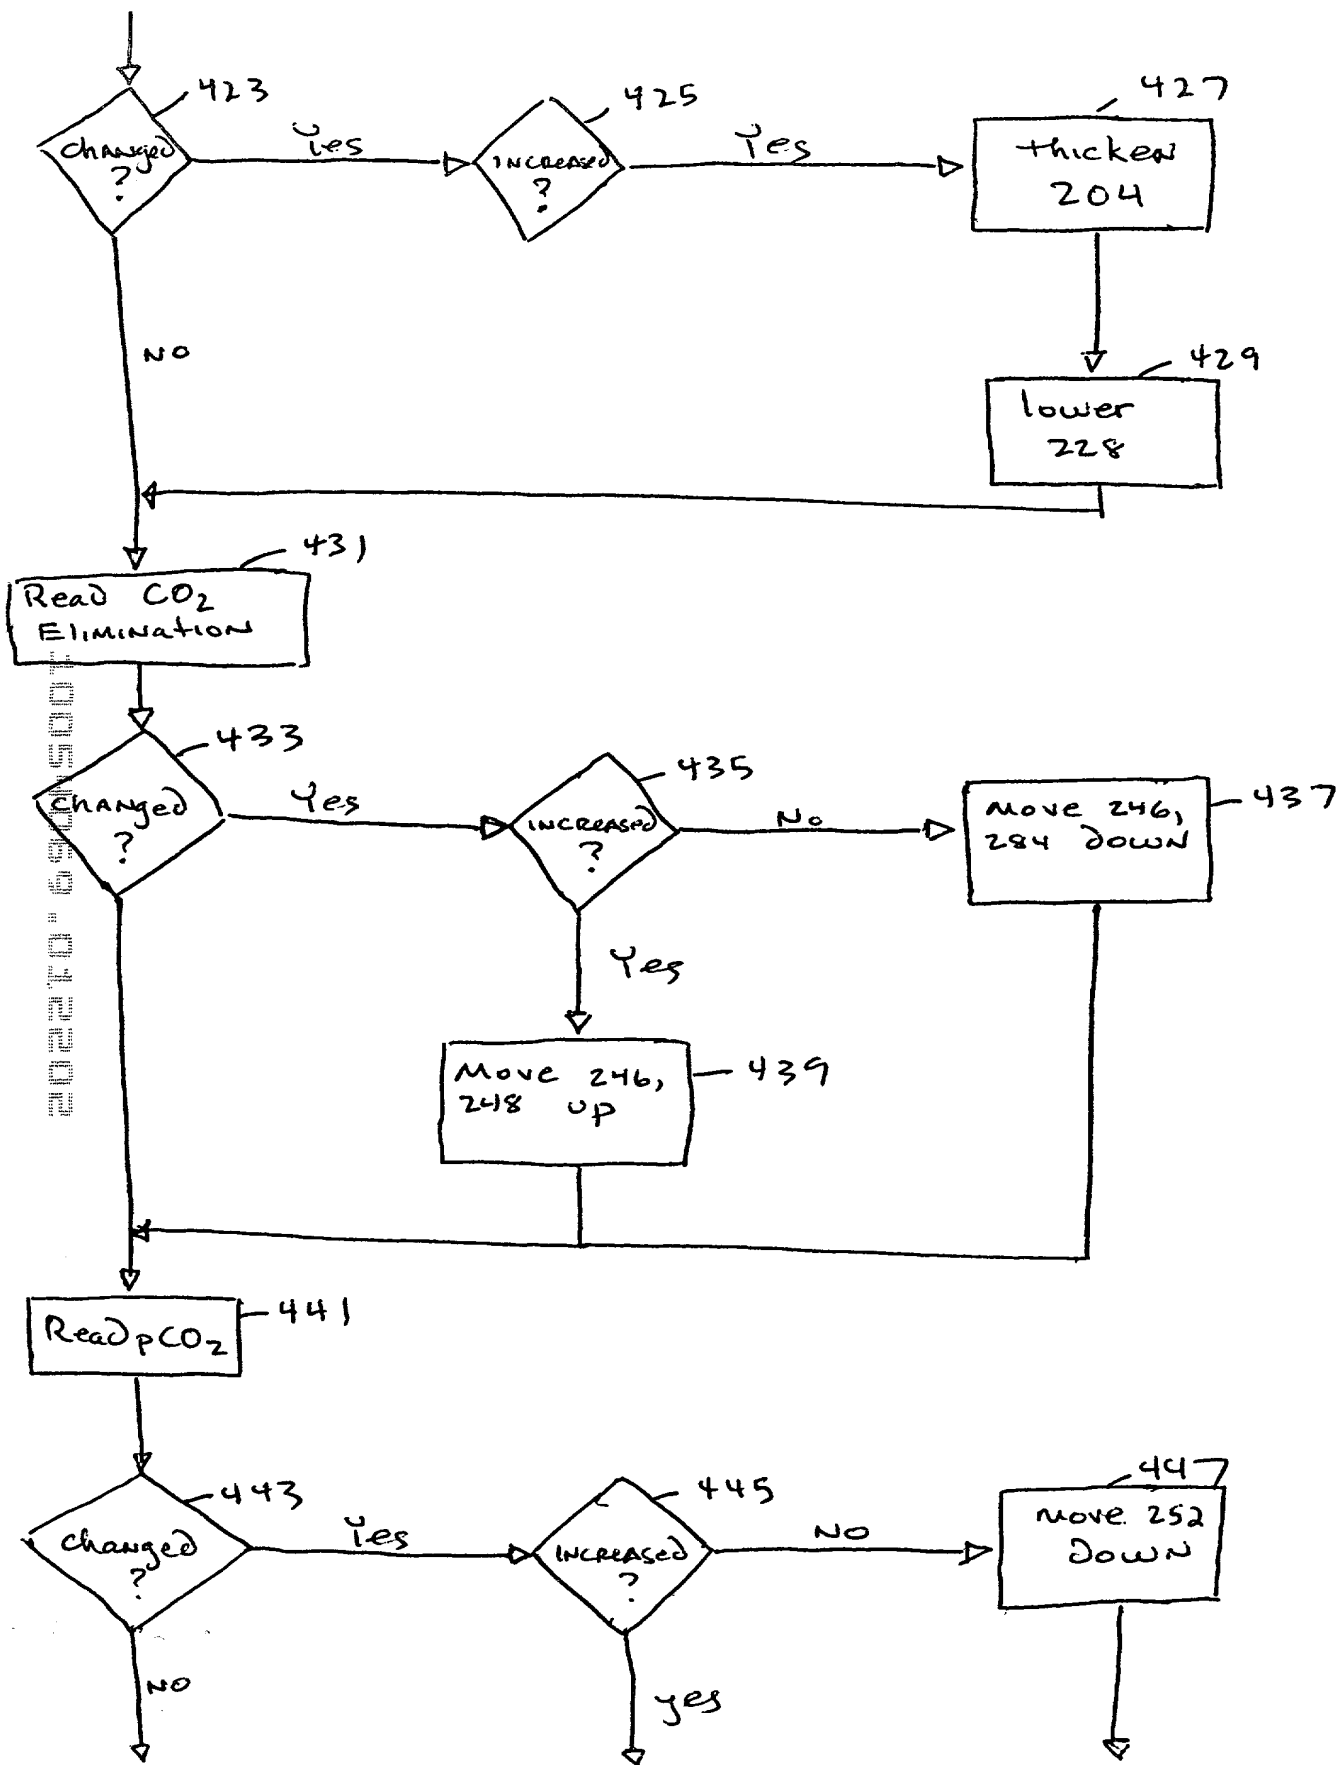 423
425
427
changed
?
Yes
INCREASED
?
Yes
thicken
204
NO
429
lower
228
431
Read CO2
Elimination
433
changed
?
Yes
435
INCREASED
?
No
Move 246,
284 DOWN
437
Yes
Move 246,
248 up
439
Read pCO2
441
443
changed
?
Yes
445
INCREASED
?
NO
447
move 252
DOWN
NO
yes